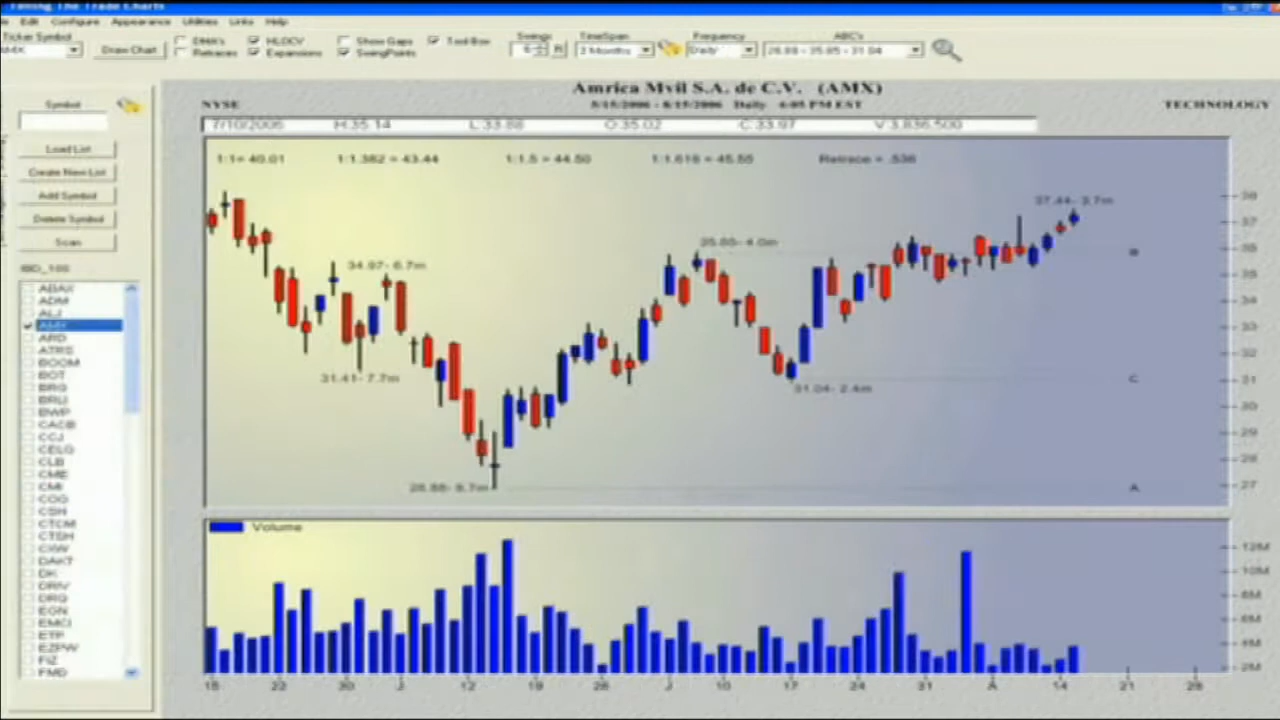 Timing The Trade Charts
Edit Configure Appearance Utilities Links Help
Ticker Symbol
AMX
Draw Chart
DMA's
Retraces
HLOCV
Expansions
Show Gaps
SwingPoints
Tool Box
Swings
TimeSpan
3 Months
Frequency
Daily
ABC's
26.88 - 35.85 - 31.04
Amrica Mvil S.A. de C.V. (AMX)
NYSE
5/15/2006 - 8/15/2006 Daily 6:05 PM EST
TECHNOLOGY
7/10/2006 H:35.14 L:33.88 O:35.02 C:33.97 V:3,836,500
Symbol
Load List
Create New List
Add Symbol
Delete Symbol
Scan
IBD_100
ABAX
ADM
ALJ
AMX
ARD
ATRS
BOOM
BOT
BRG
BRLI
BWP
CACB
CCJ
CELG
CLB
CME
CMI
COG
CSH
CTCM
CTSH
CXW
DAKT
DK
DRIV
DRQ
EGN
EMCI
ETP
EZPW
FIZ
FMD
1:1= 40.01 1:1.382 = 43.44 1:1.5 = 44.50 1:1.618 = 45.55 Retrace = .536
37.44- 3.7m
35.85- 4.0m
34.97- 6.7m
31.41- 7.7m
31.04- 2.4m
26.88- 9.7m
B
C
A
38
37
36
35
34
33
32
31
30
29
28
27
Volume
12M
10M
8M
6M
4M
2M
15 22 30 J 12 19 26 J 10 17 24 31 A 14 21 28